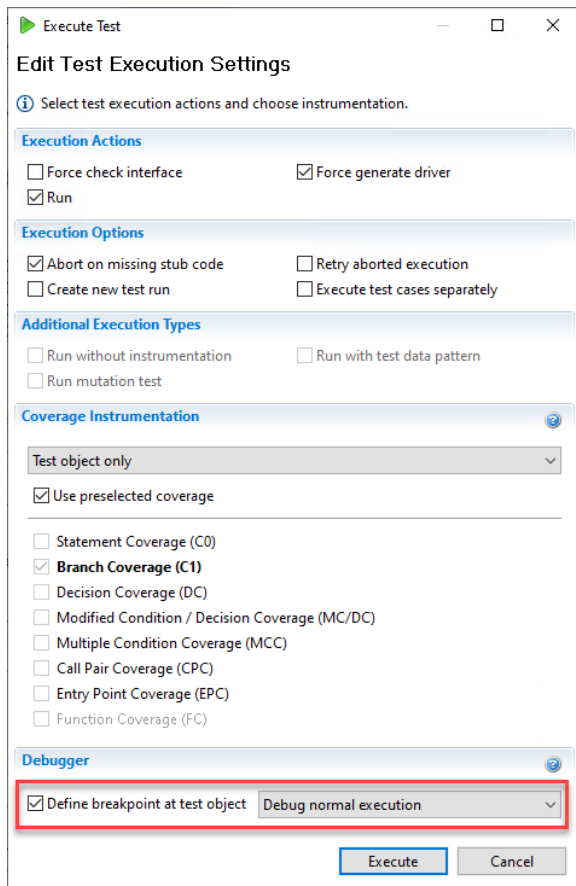 Execute Test
Edit Test Execution Settings
Select test execution actions and choose instrumentation.
Execution Actions
Force check interface
Force generate driver
Run
Execution Options
Abort on missing stub code
Retry aborted execution
Create new test run
Execute test cases separately
Additional Execution Types
Run without instrumentation
Run with test data pattern
Run mutation test
Coverage Instrumentation
Test object only
Use preselected coverage
Statement Coverage (C0)
Branch Coverage (C1)
Decision Coverage (DC)
Modified Condition / Decision Coverage (MC/DC)
Multiple Condition Coverage (MCC)
Call Pair Coverage (CPC)
Entry Point Coverage (EPC)
Function Coverage (FC)
Debugger
Define breakpoint at test object
Debug normal execution
Execute
Cancel